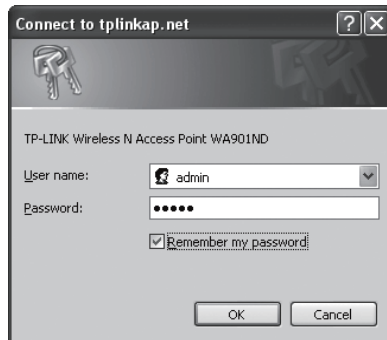 Connect to tplinkap.net
TP-LINK Wireless N Access Point WA901ND
User name: admin
Password: •••••
Remember my password
OK Cancel